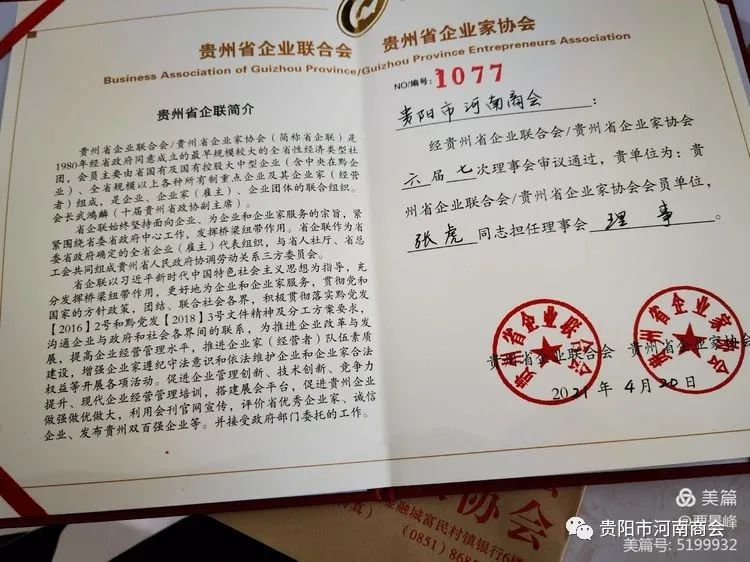 贵州省企业联合会 贵州省企业家协会
Business Association of Guizhou Province/Guizhou Province Entrepreneurs Association
贵州省企联简介
贵州省企业联合会/贵州省企业家协会（简称省企联）是
1980年经省政府同意成立的最早规模较大的全省性经济类型社
团，会员主要由省国有及国有控股大中型企业（含中央在黔企
业）、全省规模以上各种所有制重点企业及其企业家（经营
者）组成，是企业、企业家（雇主）、企业团体的联合组织。
会长武鸿麟（十届贵州省政协副主席）。
省企联始终坚持面向企业、为企业和企业家服务的宗旨，紧
紧围绕省委省政府中心工作，发挥桥梁纽带作用。省企联作为省
委省政府确定的全省企业（雇主）代表组织，与省人社厅、省总
工会共同组成贵州省人民政府协调劳动关系三方委员会。
省企联以习近平新时代中国特色社会主义思想为指导，充
分发挥桥梁纽带作用，更好地为企业和企业家服务，贯彻党和
国家的方针政策，团结、联合社会各界，积极贯彻落实黔党发
【2016】2号和黔党发【2018】3号文件精神及分工方案要求，
沟通企业与政府和社会各界间的联系，为推动企业改革与发
展，提高企业经营管理水平，推进企业家（经营者）队伍素质
建设，增强企业家遵纪守法意识和依法维护企业和企业家合法
权益等开展各项活动。促进企业管理创新、技术创新、竞争力
提升、现代企业经营管理培训，搭建展会平台，促进贵州企业
做强做优做大，利用会刊官网宣传，评价省优秀企业家、诚信
企业、发布贵州双百强企业等。并接受政府部门委托的工作。
NO/编号：1077
贵阳市河南商会：
经贵州省企业联合会/贵州省企业家协会
六届七次理事会审议通过，贵单位为：贵
州省企业联合会/贵州省企业家协会会员单位，
张虎同志担任理事会理事。
贵州省企业联合会
贵州省企业家协会
贵州省企业联合会 贵州省企业家协会
2021年4月20日
协会
金融城富民村镇银行6楼
(0851)868
美篇
贵阳市河南商会
美篇号：5199932